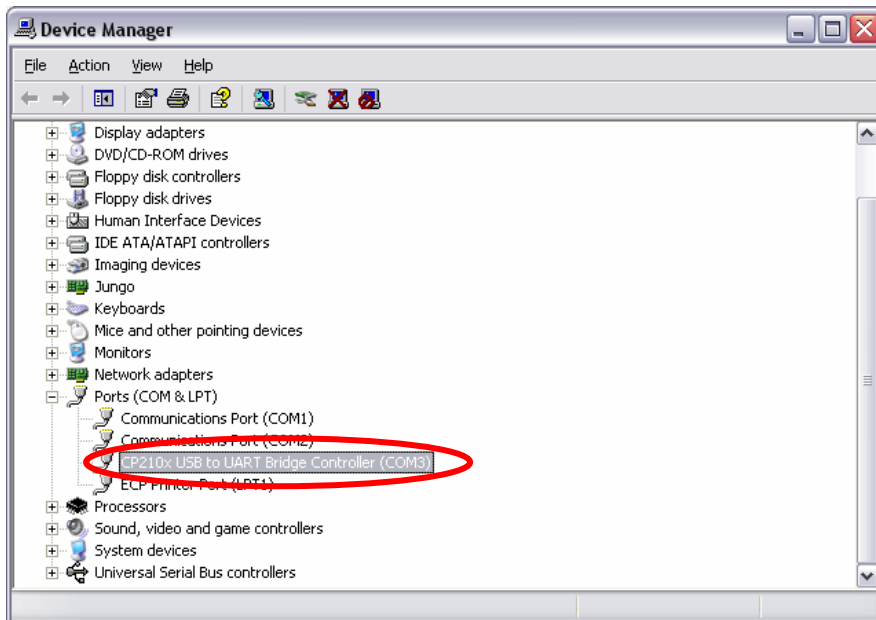 Device Manager
File Action View Help
Display adapters
DVD/CD-ROM drives
Floppy disk controllers
Floppy disk drives
Human Interface Devices
IDE ATA/ATAPI controllers
Imaging devices
Jungo
Keyboards
Mice and other pointing devices
Monitors
Network adapters
Ports (COM & LPT)
Communications Port (COM1)
Communications Port (COM2)
CP210x USB to UART Bridge Controller (COM3)
ECP Printer Port (LPT1)
Processors
Sound, video and game controllers
System devices
Universal Serial Bus controllers